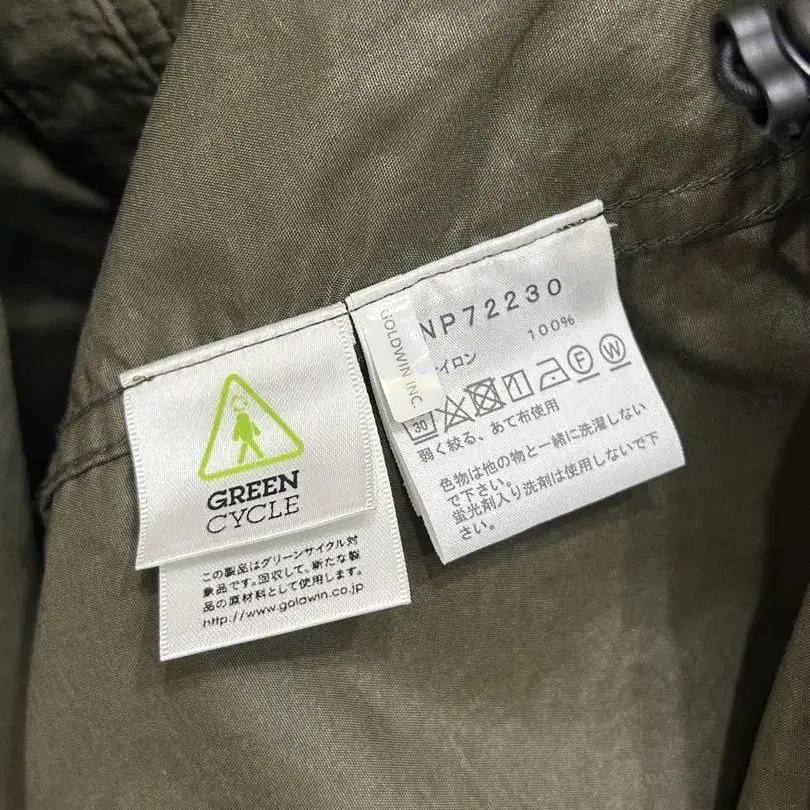 GREEN
CYCLE
この製品はグリーンサイクル対
象品です。回収して、新たな製
品の原材料として使用します。
http://www.goldwin.co.jp
GOLDWIN INC.
NP72230
イロン 100%
30 F W
弱く絞る、あて布使用
色物は他の物と一緒に洗濯しない
で下さい。
蛍光剤入り洗剤は使用しないで下
さい。